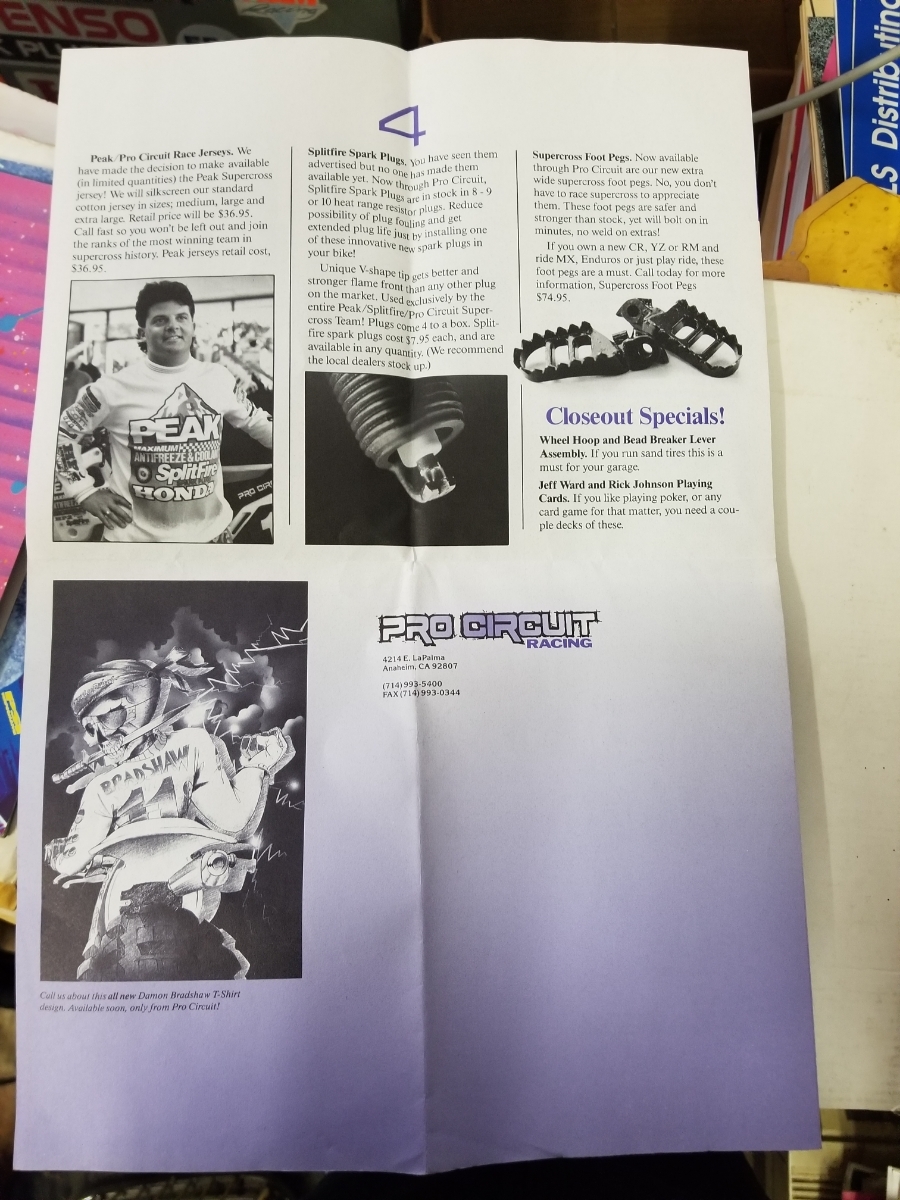 ENSO
Distributing
4
Peak/Pro Circuit Race Jerseys. We
have made the decision to make available
(in limited quantities) the Peak Supercross
jersey! We will silkscreen our standard
cotton jersey in sizes; medium, large and
extra large. Retail price will be $36.95.
Call fast so you won't be left out and join
the ranks of the most winning team in
supercross history. Peak jerseys retail cost,
$36.95.
PEAK
MAXIMUM
ANTIFREEZE & COOLANT
SplitFire
HONDA
PRO CIR
Splitfire Spark Plugs. You have seen them
advertised but no one has made them
available yet. Now through Pro Circuit,
Splitfire Spark Plugs are in stock in 8 - 9
or 10 heat range resistor plugs. Reduce
possibility of plug fouling and get
extended plug life just by installing one
of these innovative new spark plugs in
your bike!
Unique V-shape tip gets better and
stronger flame front than any other plug
on the market. Used exclusively by the
entire Peak/Splitfire/Pro Circuit Super-
cross Team! Plugs come 4 to a box. Split-
fire spark plugs cost $7.95 each, and are
available in any quantity. (We recommend
the local dealers stock up.)
Supercross Foot Pegs. Now available
through Pro Circuit are our new extra
wide supercross foot pegs. No, you don't
have to race supercross to appreciate
them. These foot pegs are safer and
stronger than stock, yet will bolt on in
minutes, no weld on extras!
If you own a new CR, YZ or RM and
ride MX, Enduros or just play ride, these
foot pegs are a must. Call today for more
information, Supercross Foot Pegs
$74.95.
Closeout Specials!
Wheel Hoop and Bead Breaker Lever
Assembly. If you run sand tires this is a
must for your garage.
Jeff Ward and Rick Johnson Playing
Cards. If you like playing poker, or any
card game for that matter, you need a cou-
ple decks of these.
BRADSHAW
Call us about this all new Damon Bradshaw T-Shirt
design. Available soon, only from Pro Circuit!
PRO CIRCUIT
RACING
4214 E. LaPalma
Anaheim, CA 92807
(714) 993-5400
FAX (714) 993-0344